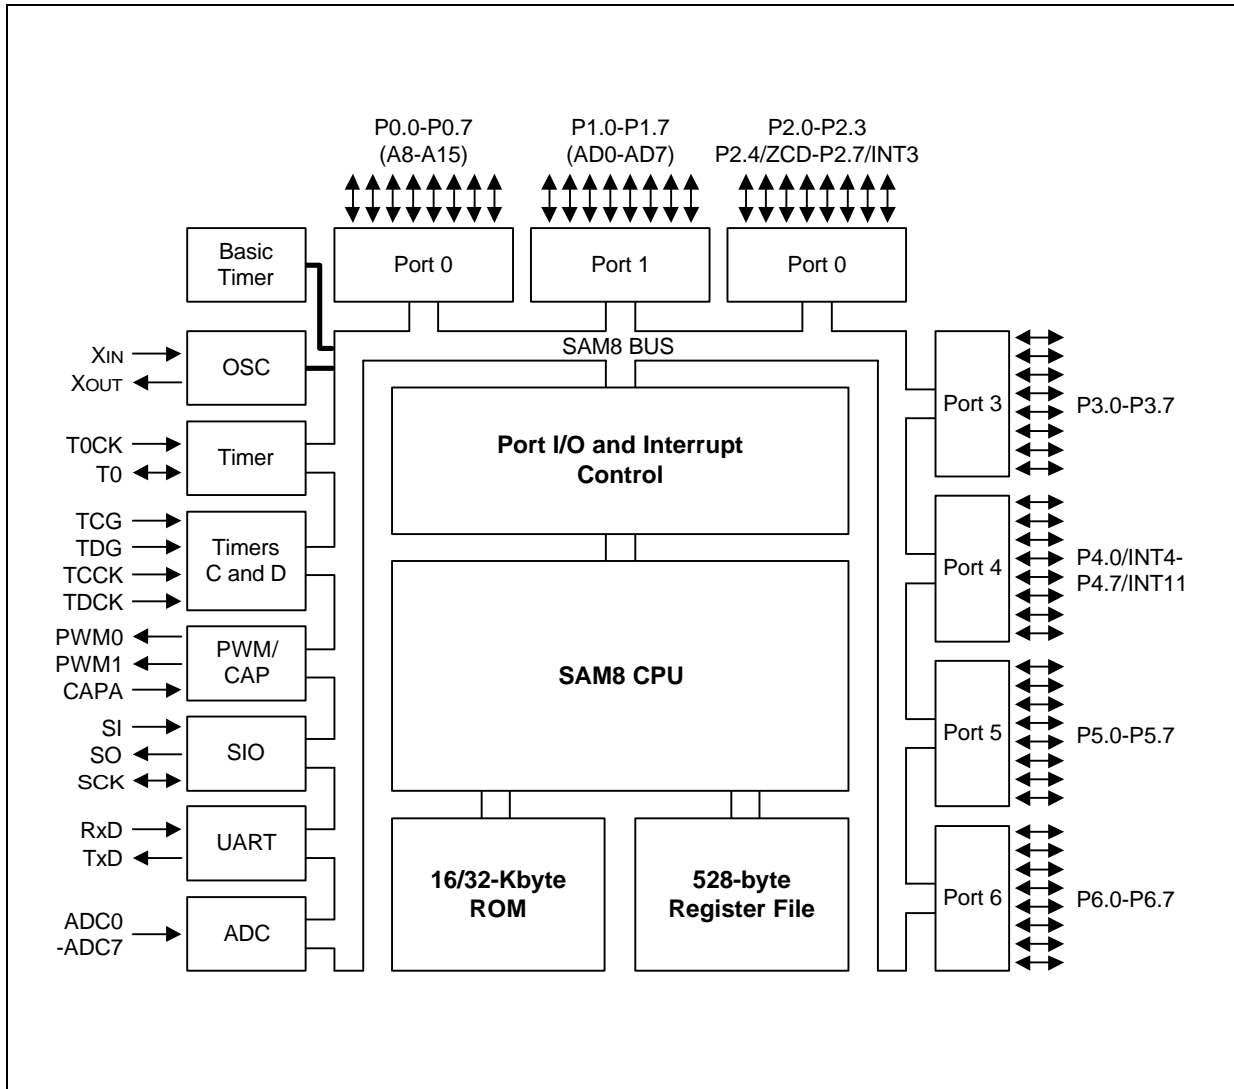 P0.0-P0.7
(A8-A15)
P1.0-P1.7
(AD0-AD7)
P2.0-P2.3
P2.4/ZCD-P2.7/INT3
Basic
Timer
Port 0
Port 1
Port 0
SAM8 BUS
XIN
XOUT
OSC
Port 3
P3.0-P3.7
T0CK
T0
Timer
Port I/O and Interrupt
Control
TCG
TDG
TCCK
TDCK
Timers
C and D
Port 4
P4.0/INT4-
P4.7/INT11
PWM0
PWM1
CAPA
PWM/
CAP
SAM8 CPU
SI
SO
SCK
SIO
Port 5
P5.0-P5.7
RxD
TxD
UART
16/32-Kbyte
ROM
528-byte
Register File
Port 6
P6.0-P6.7
ADC0
-ADC7
ADC